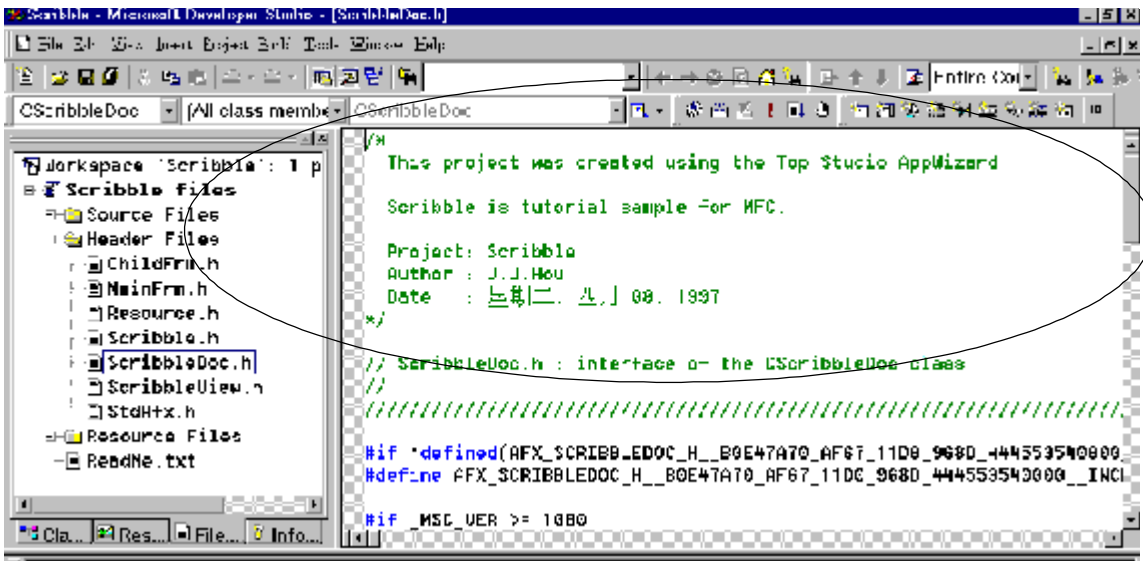 Scribble - Microsoft Developer Studio - [ScribbleDoc.h]
File Edit View Insert Project Build Tools Window Help
Entire Con
CScribbleDoc (All class membe CScribbleDoc
Workspace 'Scribble': 1 p
Scribble files
Source Files
Header Files
ChildFrm.h
MainFrm.h
Resource.h
Scribble.h
ScribbleDoc.h
ScribbleView.h
StdAfx.h
Resource Files
ReadMe.txt
Cla... Res... File... Info...
/*
This project was created using the Top Studio AppWizard
Scribble is tutorial sample for MFC.
Project: Scribble
Author : J.J.Hou
Date : 08, 1997
*/
// ScribbleDoc.h : interface of the CScribbleDoc class
//
/////////////////////////////////////////////////////////////////////////////
#if !defined(AFX_SCRIBBLEDOC_H__B0E47A70_AF67_11D0_968D_444553540000_
#define AFX_SCRIBBLEDOC_H__B0E47A70_AF67_11D0_968D_444553540000__INCL
#if _MSC_VER >= 1000